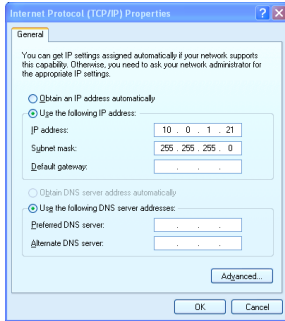 Internet Protocol (TCP/IP) Properties
General
You can get IP settings assigned automatically if your network supports
this capability. Otherwise, you need to ask your network administrator for
the appropriate IP settings.
Obtain an IP address automatically
Use the following IP address:
IP address: 10 . 0 . 1 . 21
Subnet mask: 255 . 255 . 255 . 0
Default gateway: . . .
Obtain DNS server address automatically
Use the following DNS server addresses:
Preferred DNS server: . . .
Alternate DNS server: . . .
Advanced...
OK Cancel